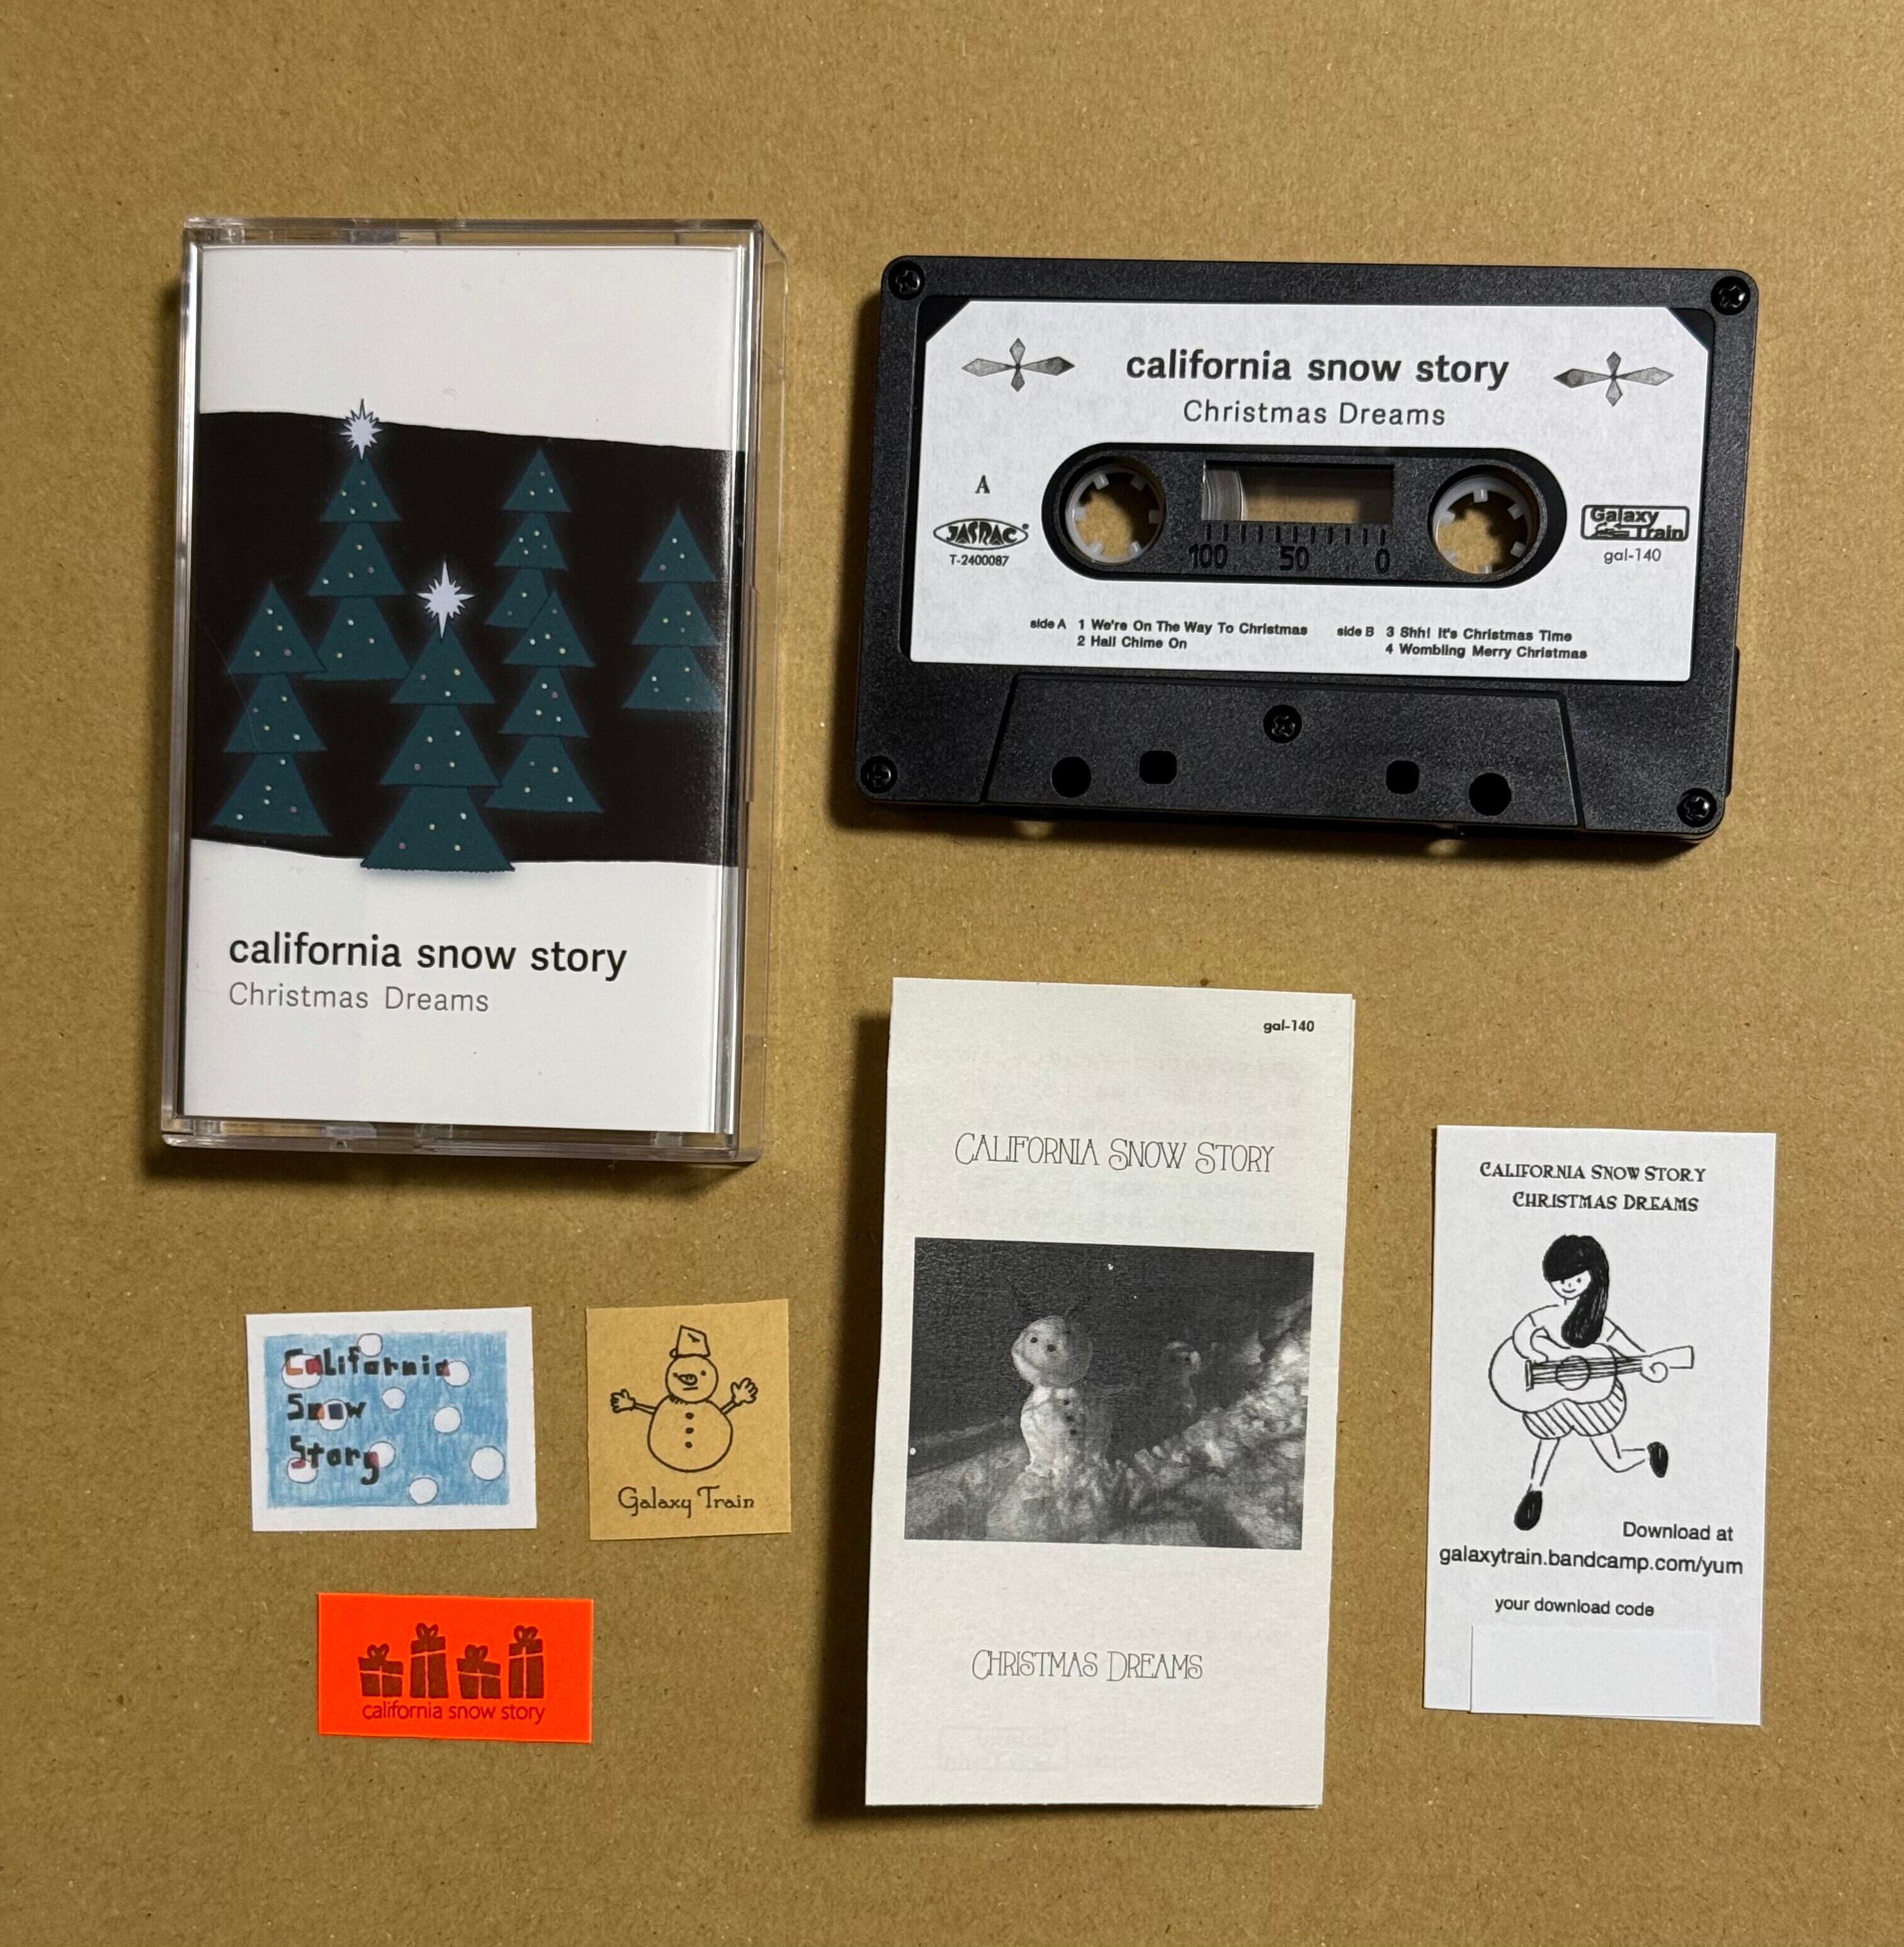 california snow story
Christmas Dreams
california snow story
Christmas Dreams
A
JASRAC
T-2400087
100 50 0
Galaxy
Train
gal-140
side A 1 We're On The Way To Christmas
2 Hail Chime On
side B 3 Shh! It's Christmas Time
4 Wombling Merry Christmas
gal-140
CALIFORNIA SNOW STORY
CHRISTMAS DREAMS
CALIFORNIA SNOW STORY
CHRISTMAS DREAMS
Download at
galaxytrain.bandcamp.com/yum
your download code
California
Snow
Story
Galaxy Train
california snow story